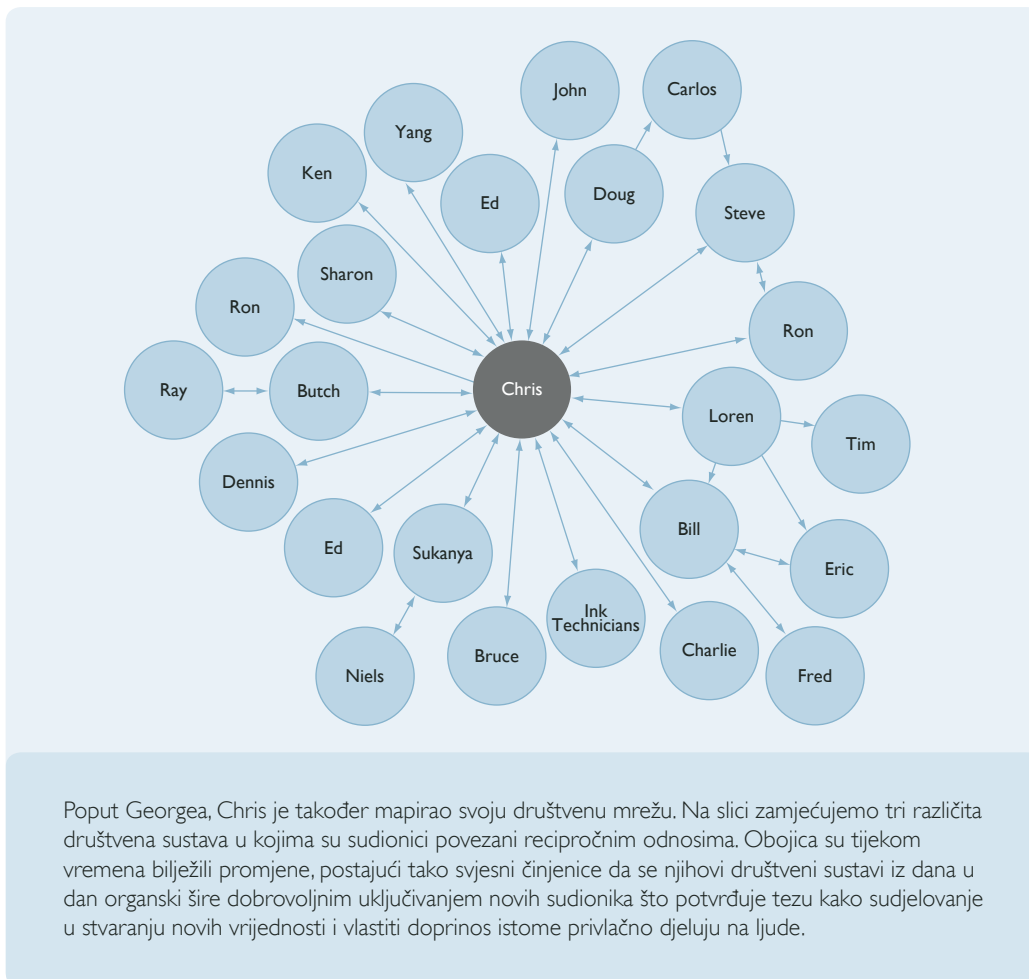 John
Carlos
Yang
Ken
Ed
Doug
Steve
Sharon
Ron
Ron
Ray
Butch
Chris
Loren
Tim
Dennis
Bill
Ed
Sukanya
Eric
Ink
Technicians
Bruce
Charlie
Niels
Fred
Poput Georgea, Chris je također mapirao svoju društvenu mrežu. Na slici zamjećujemo tri različita
društvena sustava u kojima su sudionici povezani recipročnim odnosima. Obojica su tijekom
vremena bilježili promjene, postajući tako svjesni činjenice da se njihovi društveni sustavi iz dana u
dan organski šire dobrovoljnim uključivanjem novih sudionika što potvrđuje tezu kako sudjelovanje
u stvaranju novih vrijednosti i vlastiti doprinos istome privlačno djeluju na ljude.